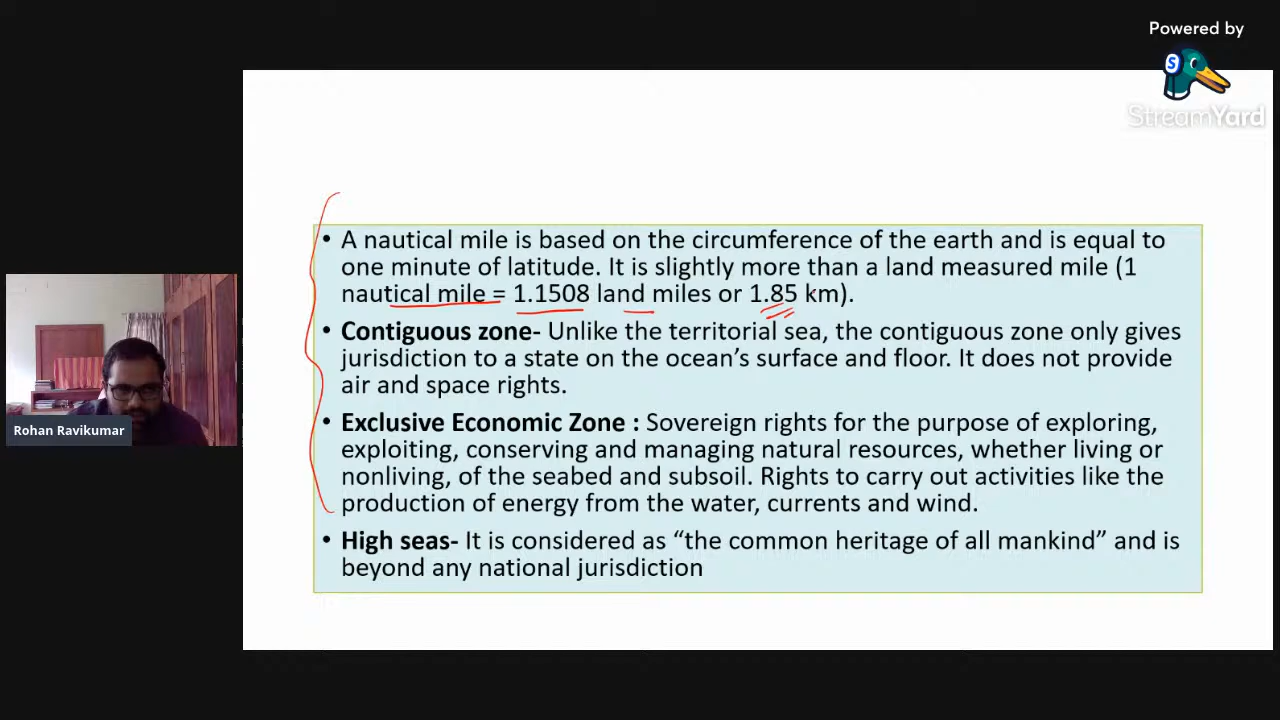 Powered by
StreamYard
• A nautical mile is based on the circumference of the earth and is equal to
one minute of latitude. It is slightly more than a land measured mile (1
nautical mile = 1.1508 land miles or 1.85 km).
• Contiguous zone- Unlike the territorial sea, the contiguous zone only gives
jurisdiction to a state on the ocean’s surface and floor. It does not provide
air and space rights.
• Exclusive Economic Zone : Sovereign rights for the purpose of exploring,
exploiting, conserving and managing natural resources, whether living or
nonliving, of the seabed and subsoil. Rights to carry out activities like the
production of energy from the water, currents and wind.
• High seas- It is considered as “the common heritage of all mankind” and is
beyond any national jurisdiction
Rohan Ravikumar